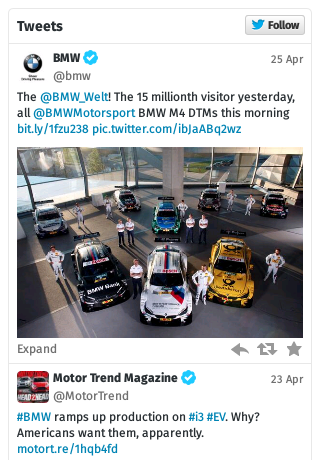 Tweets
Follow
BMW
25 Apr
@bmw
The @BMW_Welt! The 15 millionth visitor yesterday,
all @BMWMotorsport BMW M4 DTMs this morning
bit.ly/1fzu238 pic.twitter.com/ibJaABq2wz
BMW Bank
Expand
Motor Trend Magazine
23 Apr
@MotorTrend
#BMW ramps up production on #i3 #EV. Why?
Americans want them, apparently.
motort.re/1hqb4fd